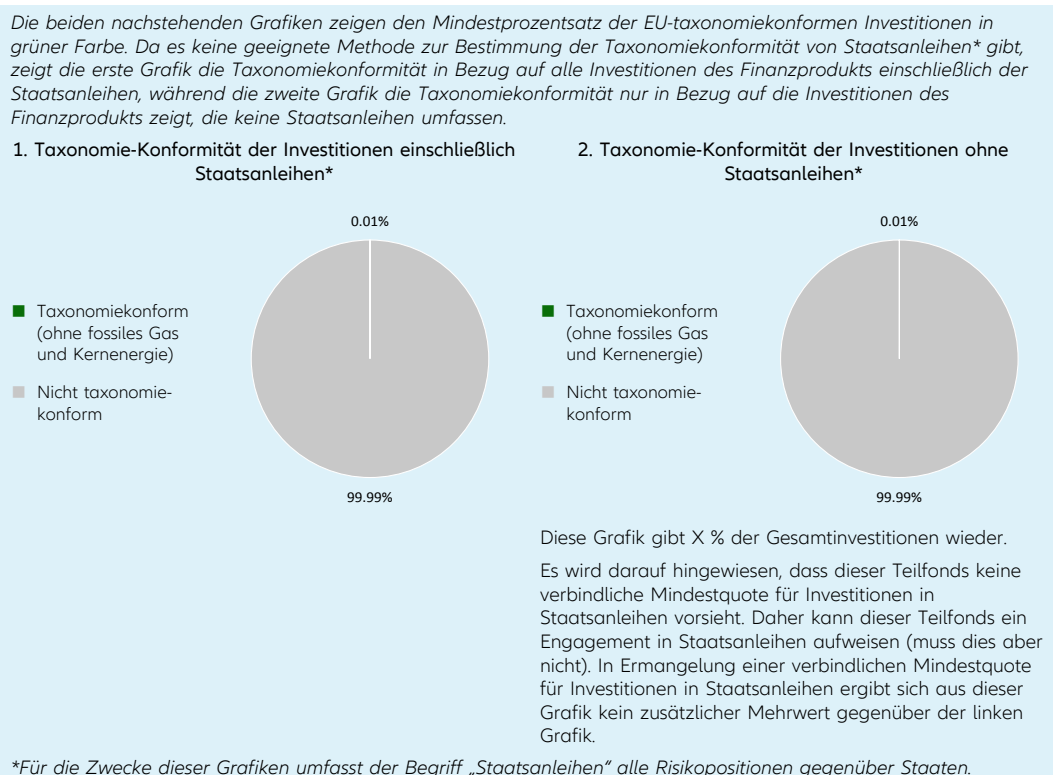 Die beiden nachstehenden Grafiken zeigen den Mindestprozentsatz der EU-taxonomiekonformen Investitionen in
grüner Farbe. Da es keine geeignete Methode zur Bestimmung der Taxonomiekonformität von Staatsanleihen* gibt,
zeigt die erste Grafik die Taxonomiekonformität in Bezug auf alle Investitionen des Finanzprodukts einschließlich der
Staatsanleihen, während die zweite Grafik die Taxonomiekonformität nur in Bezug auf die Investitionen des
Finanzprodukts zeigt, die keine Staatsanleihen umfassen.
1. Taxonomie-Konformität der Investitionen einschließlich
Staatsanleihen*
0.01%
Taxonomiekonform
(ohne fossiles Gas
und Kernenergie)
Nicht taxonomie-
konform
99.99%
2. Taxonomie-Konformität der Investitionen ohne
Staatsanleihen*
0.01%
Taxonomiekonform
(ohne fossiles Gas
und Kernenergie)
Nicht taxonomie-
konform
99.99%
Diese Grafik gibt X % der Gesamtinvestitionen wieder.
Es wird darauf hingewiesen, dass dieser Teilfonds keine
verbindliche Mindestquote für Investitionen in
Staatsanleihen vorsieht. Daher kann dieser Teilfonds ein
Engagement in Staatsanleihen aufweisen (muss dies aber
nicht). In Ermangelung einer verbindlichen Mindestquote
für Investitionen in Staatsanleihen ergibt sich aus dieser
Grafik kein zusätzlicher Mehrwert gegenüber der linken
Grafik.
*Für die Zwecke dieser Grafiken umfasst der Begriff „Staatsanleihen“ alle Risikopositionen gegenüber Staaten.